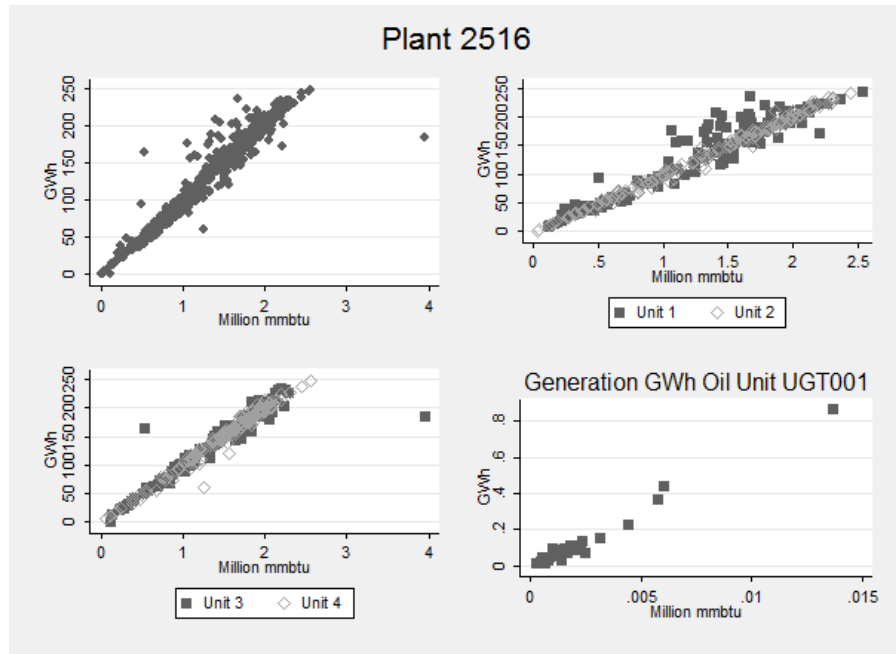 Plant 2516
GWh
0 50 100 150 200 250
0 1 2 3 4
Million mmbtu
GWh
0 50 100 150 200 250
0 .5 1 1.5 2 2.5
Million mmbtu
Unit 1 Unit 2
GWh
0 50 100 150 200 250
0 1 2 3 4
Million mmbtu
Unit 3 Unit 4
Generation GWh Oil Unit UGT001
GWh
0 .2 .4 .6 .8
0 .005 .01 .015
Million mmbtu